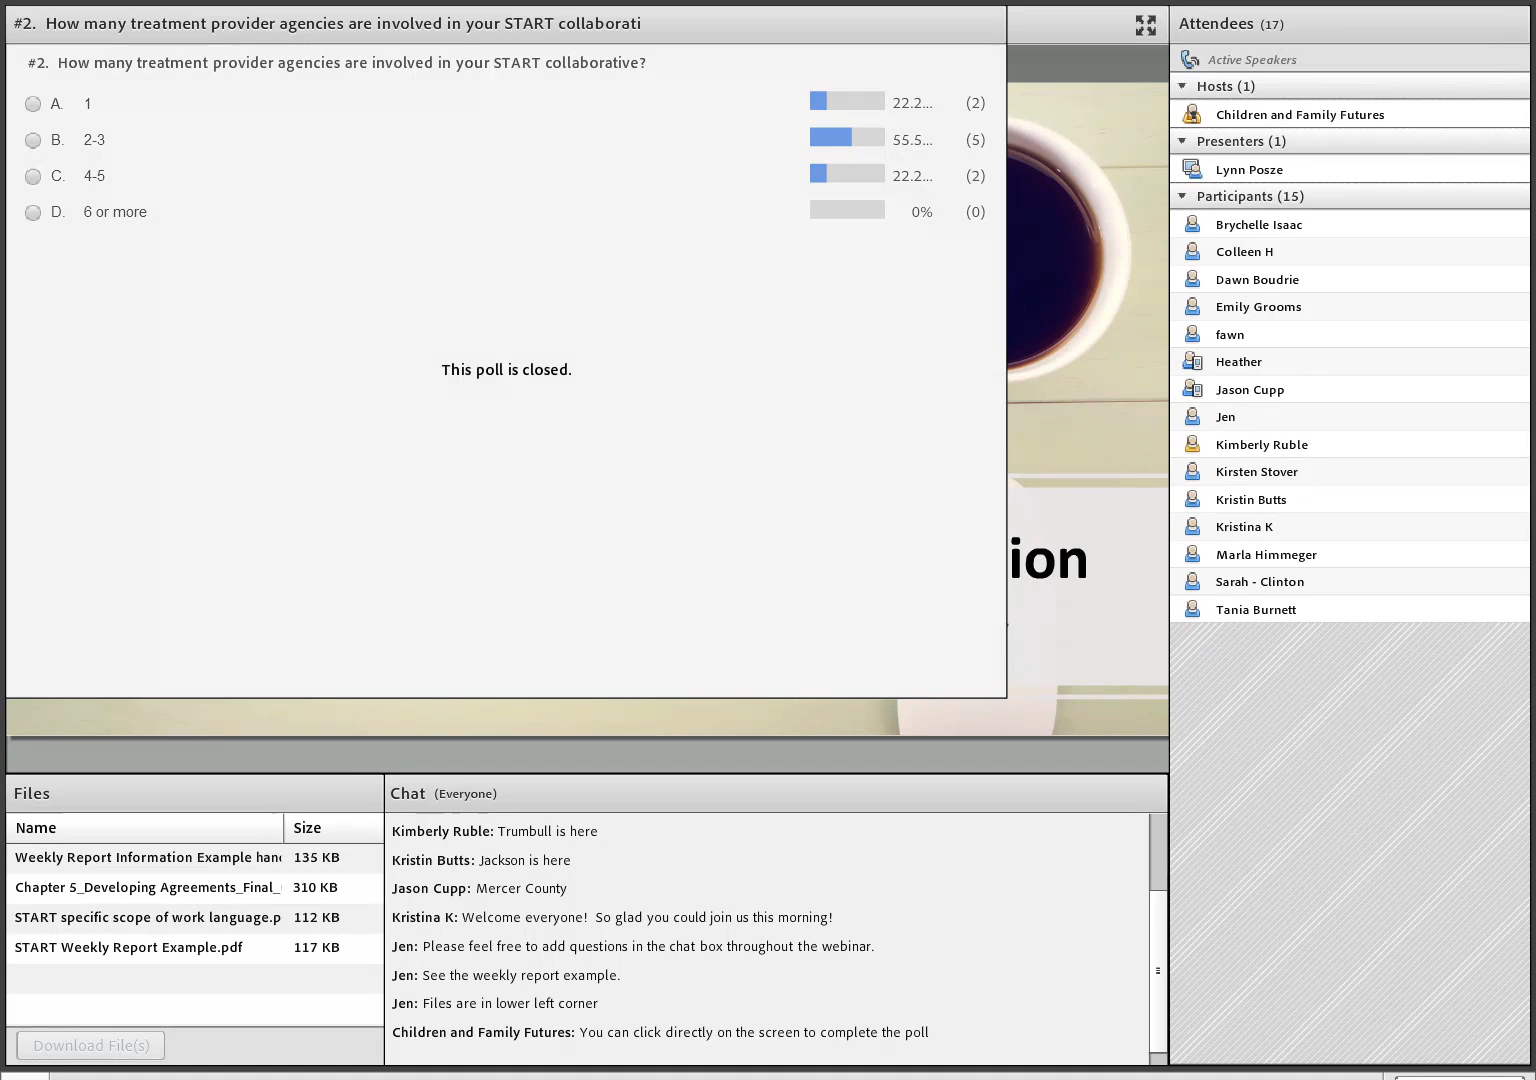 #2. How many treatment provider agencies are involved in your START collaborati
#2. How many treatment provider agencies are involved in your START collaborative?
A. 1 22.2... (2)
B. 2-3 55.5... (5)
C. 4-5 22.2... (2)
D. 6 or more 0% (0)
This poll is closed.
ion
Attendees (17)
Active Speakers
Hosts (1)
Children and Family Futures
Presenters (1)
Lynn Posze
Participants (15)
Brychelle Isaac
Colleen H
Dawn Boudrie
Emily Grooms
fawn
Heather
Jason Cupp
Jen
Kimberly Ruble
Kirsten Stover
Kristin Butts
Kristina K
Marla Himmeger
Sarah - Clinton
Tania Burnett
Files
Name Size
Weekly Report Information Example hand 135 KB
Chapter 5_Developing Agreements_Final_ 310 KB
START specific scope of work language.p 112 KB
START Weekly Report Example.pdf 117 KB
Download File(s)
Chat (Everyone)
Kimberly Ruble: Trumbull is here
Kristin Butts: Jackson is here
Jason Cupp: Mercer County
Kristina K: Welcome everyone! So glad you could join us this morning!
Jen: Please feel free to add questions in the chat box throughout the webinar.
Jen: See the weekly report example.
Jen: Files are in lower left corner
Children and Family Futures: You can click directly on the screen to complete the poll